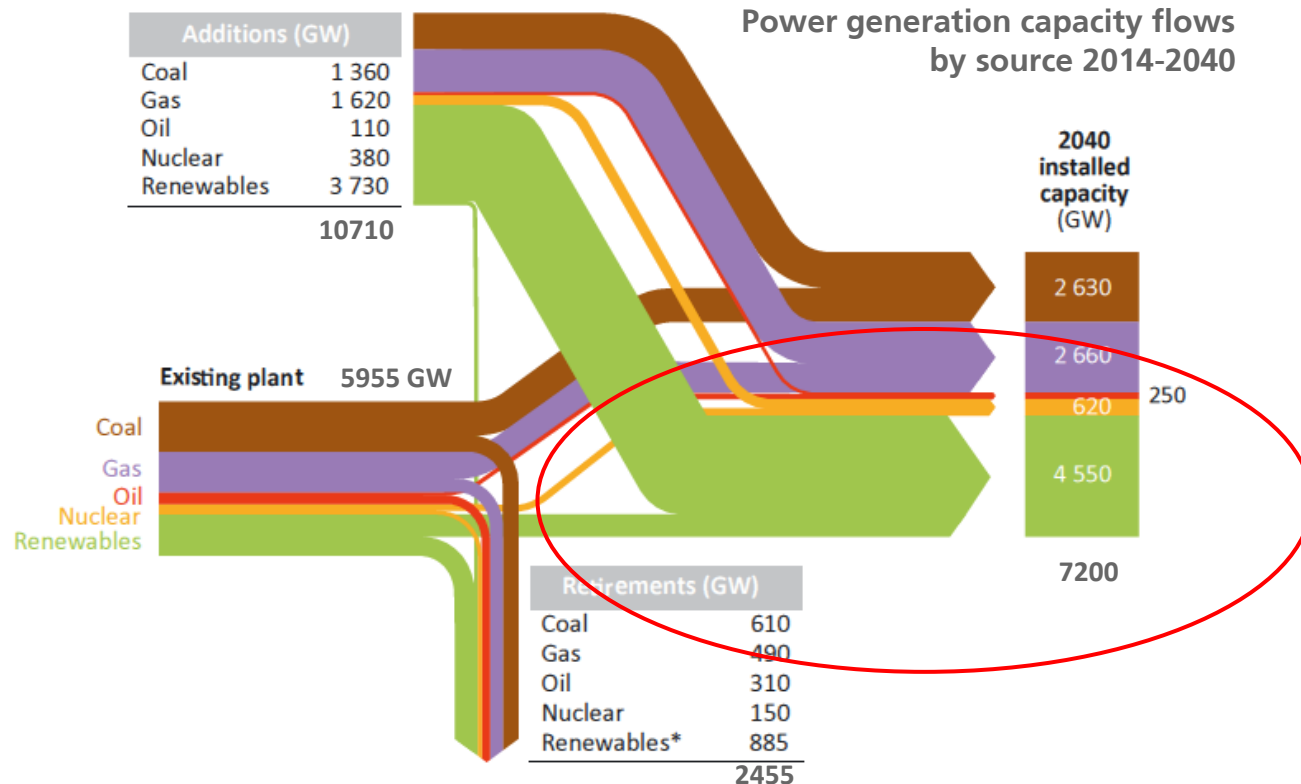 Power generation capacity flows
by source 2014-2040
Additions (GW)
Coal 1 360
Gas 1 620
Oil 110
Nuclear 380
Renewables 3 730
10710
2040
installed
capacity
(GW)
2 630
2 660
250
620
4 550
7200
Existing plant 5955 GW
Coal
Gas
Oil
Nuclear
Renewables
Retirements (GW)
Coal 610
Gas 490
Oil 310
Nuclear 150
Renewables* 885
2455